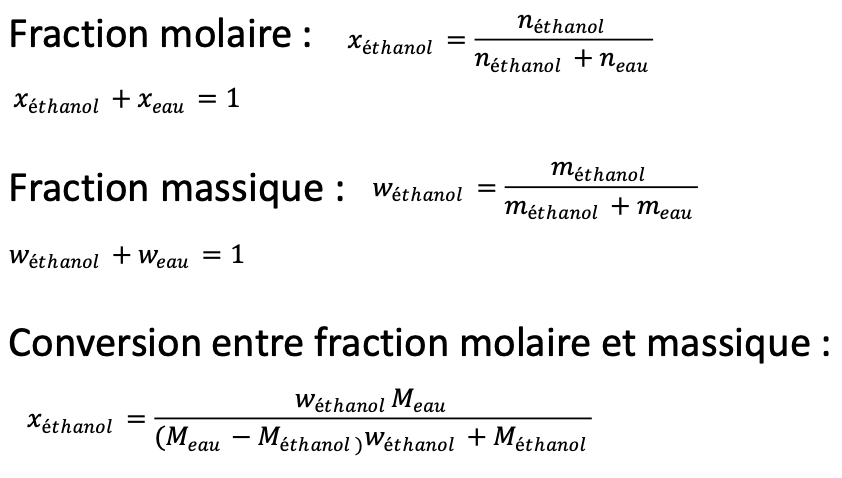 Fraction molaire : x_éthanol = n_éthanol / (n_éthanol + n_eau)
x_éthanol + x_eau = 1
Fraction massique : w_éthanol = m_éthanol / (m_éthanol + m_eau)
w_éthanol + w_eau = 1
Conversion entre fraction molaire et massique :
x_éthanol = w_éthanol M_eau / ((M_eau − M_éthanol)w_éthanol + M_éthanol)